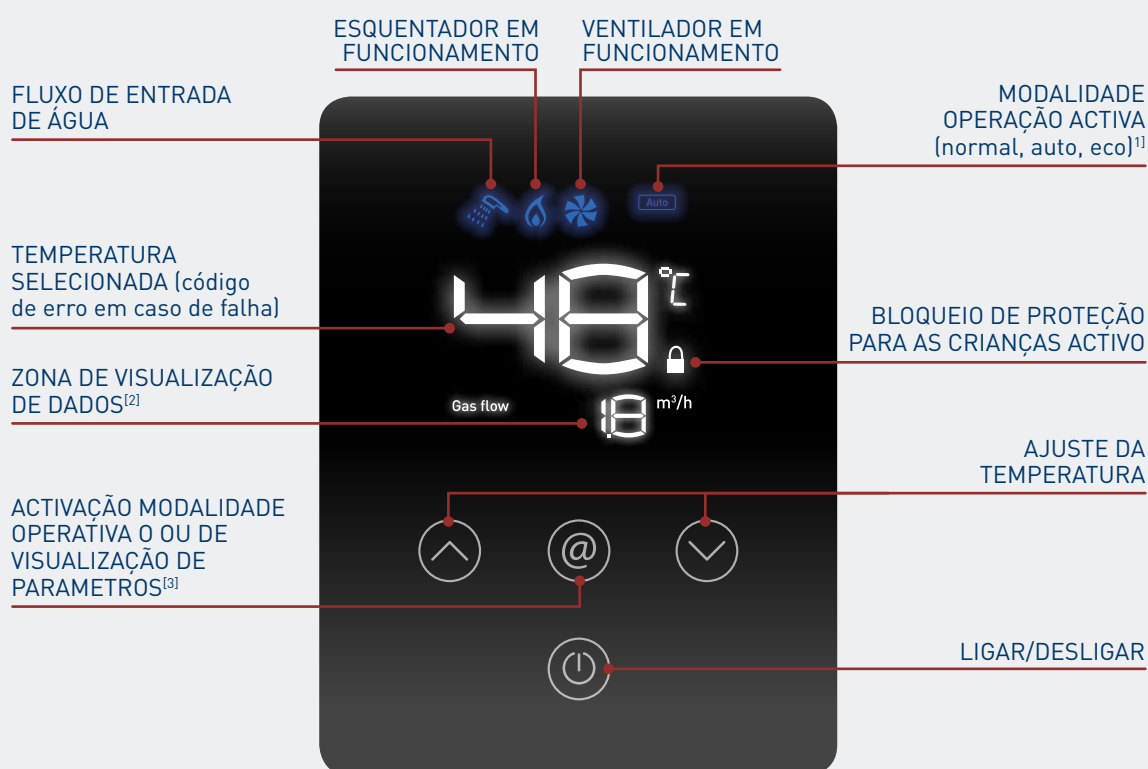 ESQUENTADOR EM
FUNCIONAMENTO
VENTILADOR EM
FUNCIONAMENTO
FLUXO DE ENTRADA
DE ÁGUA
MODALIDADE
OPERAÇÃO ACTIVA
(normal, auto, eco)1]
Auto
TEMPERATURA
SELECIONADA (código
de erro em caso de falha)
48 °C
BLOQUEIO DE PROTEÇÃO
PARA AS CRIANÇAS ACTIVO
ZONA DE VISUALIZAÇÃO
DE DADOS[2]
Gas flow 1.8 m³/h
AJUSTE DA
TEMPERATURA
ACTIVAÇÃO MODALIDADE
OPERATIVA O OU DE
VISUALIZAÇÃO DE
PARAMETROS[3]
@
LIGAR/DESLIGAR